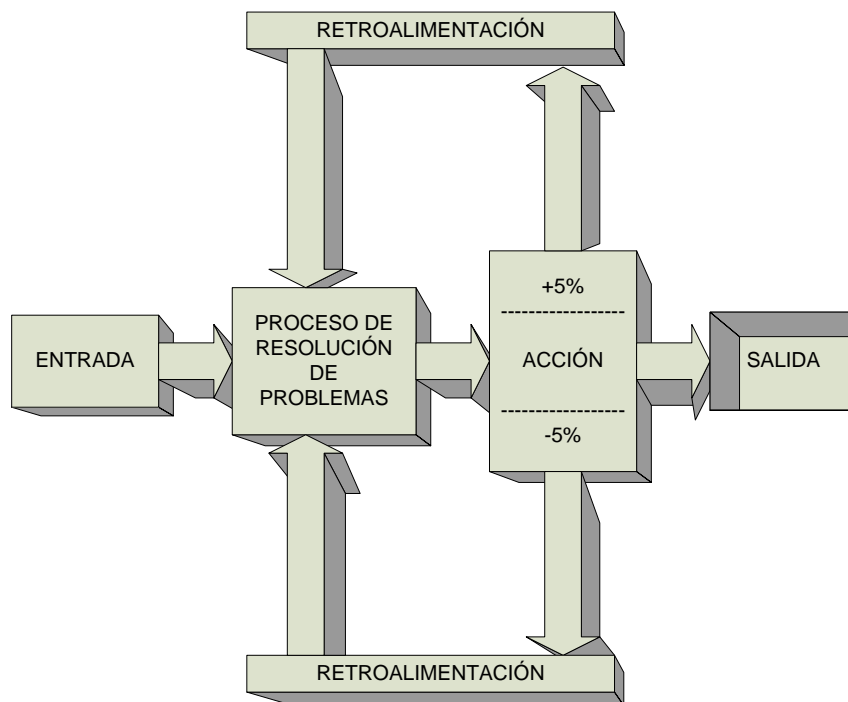 RETROALIMENTACIÓN
+5%
ENTRADA
PROCESO DE
RESOLUCIÓN
DE
PROBLEMAS
ACCIÓN
SALIDA
-5%
RETROALIMENTACIÓN